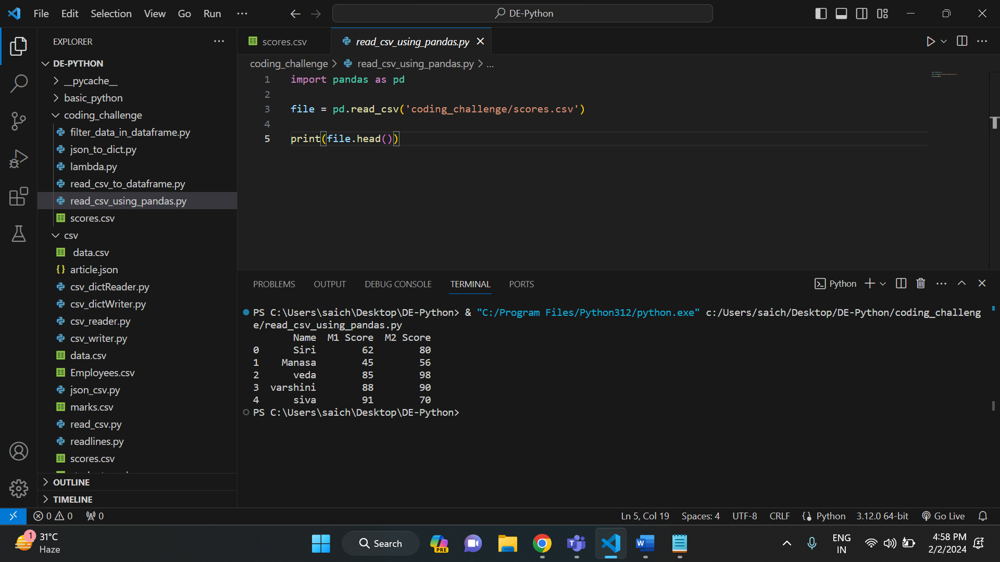 File Edit Selection View Go Run ··· DE-Python
EXPLORER ···
DE-PYTHON
__pycache__
basic_python
coding_challenge
filter_data_in_dataframe.py
json_to_dict.py
lambda.py
read_csv_to_dataframe.py
read_csv_using_pandas.py
scores.csv
csv
data.csv
article.json
csv_dictReader.py
csv_dictWriter.py
csv_reader.py
csv_writer.py
data.csv
Employees.csv
json_csv.py
marks.csv
read_csv.py
readlines.py
scores.csv
OUTLINE
TIMELINE
scores.csv read_csv_using_pandas.py
coding_challenge > read_csv_using_pandas.py > ...
1 import pandas as pd
2
3 file = pd.read_csv('coding_challenge/scores.csv')
4
5 print(file.head())
PROBLEMS OUTPUT DEBUG CONSOLE TERMINAL PORTS Python
PS C:\Users\saich\Desktop\DE-Python> & "C:/Program Files/Python312/python.exe" c:/Users/saich/Desktop/DE-Python/coding_challeng
e/read_csv_using_pandas.py
Name M1 Score M2 Score
0 Siri 62 80
1 Manasa 45 56
2 veda 85 98
3 varshini 88 90
4 siva 91 70
PS C:\Users\saich\Desktop\DE-Python>
0 0 0 Ln 5, Col 19 Spaces: 4 UTF-8 CRLF Python 3.12.0 64-bit Go Live
1 31°C
Haze
Search
PRE
ENG
IN
4:58 PM
2/2/2024